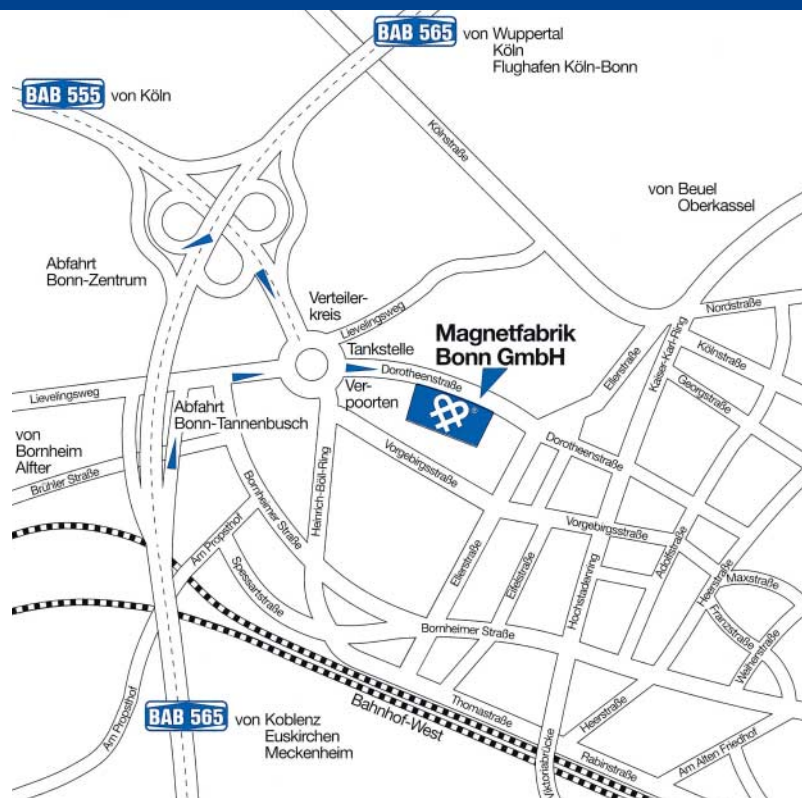 BAB 565
von Wuppertal
Köln
Flughafen Köln-Bonn
BAB 555
von Köln
Kölnstraße
von Beuel
Oberkassel
Abfahrt
Bonn-Zentrum
Verteiler-
kreis
Lievelingsweg
Nordstraße
Magnetfabrik
Bonn GmbH
Tankstelle
Dorotheenstraße
Ellerstraße
Kaiser-Karl-Ring
Kölnstraße
Georgstraße
Lievelingsweg
Abfahrt
Bonn-Tannenbusch
Ver-
poorten
®
von
Bornheim
Alfter
Brühler Straße
Bornheimer Straße
Heinrich-Böll-Ring
Vorgebirgsstraße
Dorotheenstraße
Vorgebirgsstraße
Am Propsthof
Spessartstraße
Ellerstraße
Eifelstraße
Hochstadenring
Adolfstraße
Heerstraße
Maxstraße
Franzstraße
Weiherstraße
Bornheimer Straße
Am Propsthof
BAB 565
von Koblenz
Euskirchen
Meckenheim
Bahnhof-West
Thomastraße
Viktoriabrücke
Heerstraße
Rabinstraße
Am Alten Friedhof